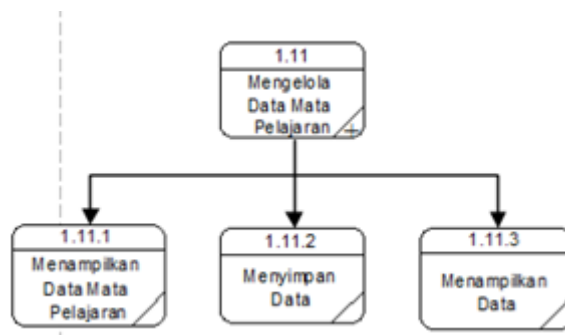 1.11
Mengelola
Data Mata
Pelajaran
1.11.1
Menampilkan
Data Mata
Pelajaran
1.11.2
Menyimpan
Data
1.11.3
Menampilkan
Data